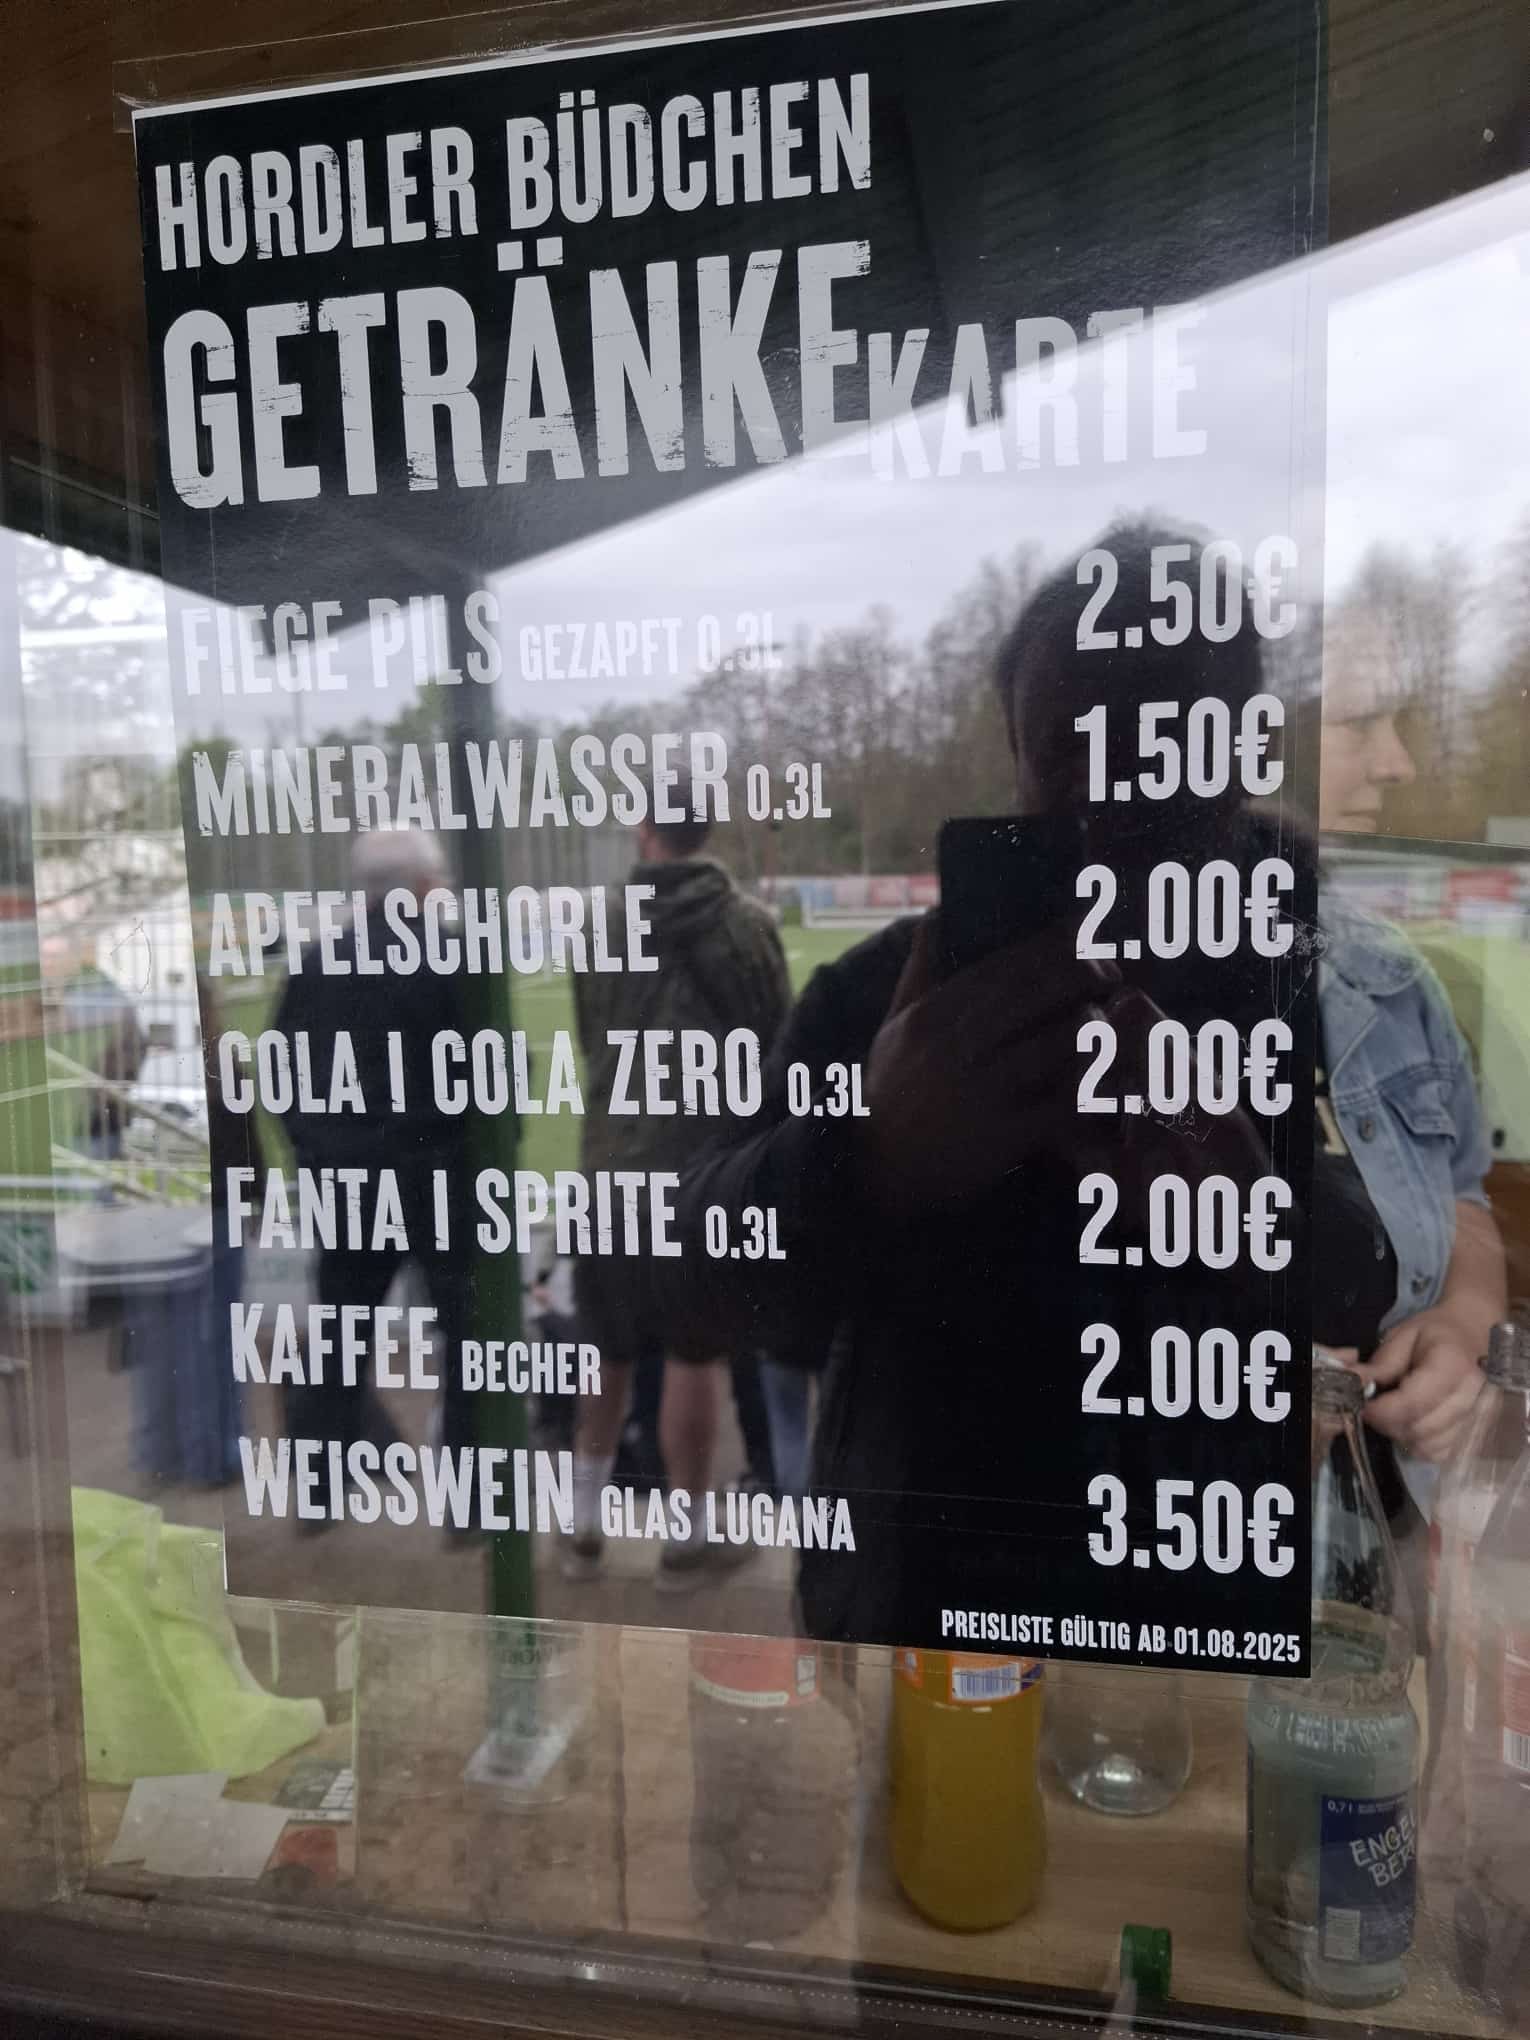 HORDLER BÜDCHEN
GETRÄNKEKARTE
FIEGE PILS GEZAPFT 0.3L 2.50€
MINERALWASSER 0.3L 1.50€
APFELSCHORLE 2.00€
COLA I COLA ZERO 0.3L 2.00€
FANTA I SPRITE 0.3L 2.00€
KAFFEE BECHER 2.00€
WEISSWEIN GLAS LUGANA 3.50€
PREISLISTE GÜLTIG AB 01.08.2025
0,7 l